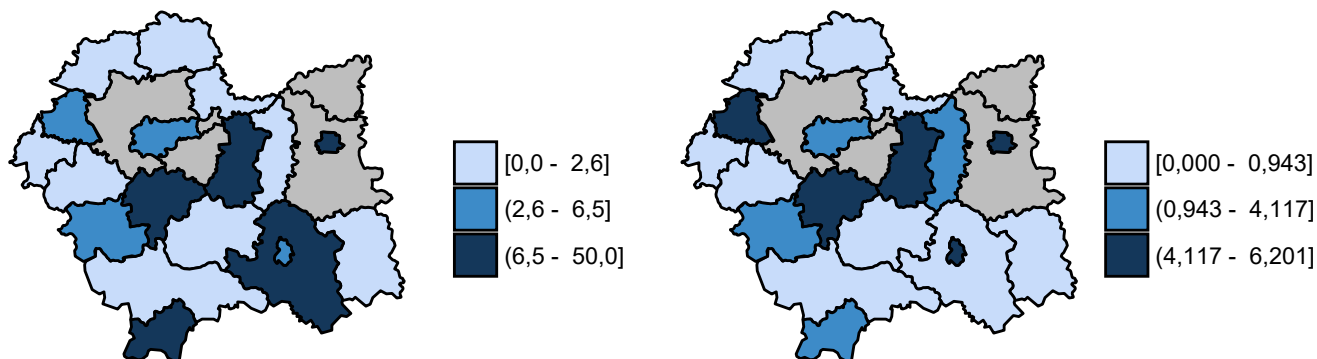 [0,0 - 2,6]
(2,6 - 6,5]
(6,5 - 50,0]
[0,000 - 0,943]
(0,943 - 4,117]
(4,117 - 6,201]